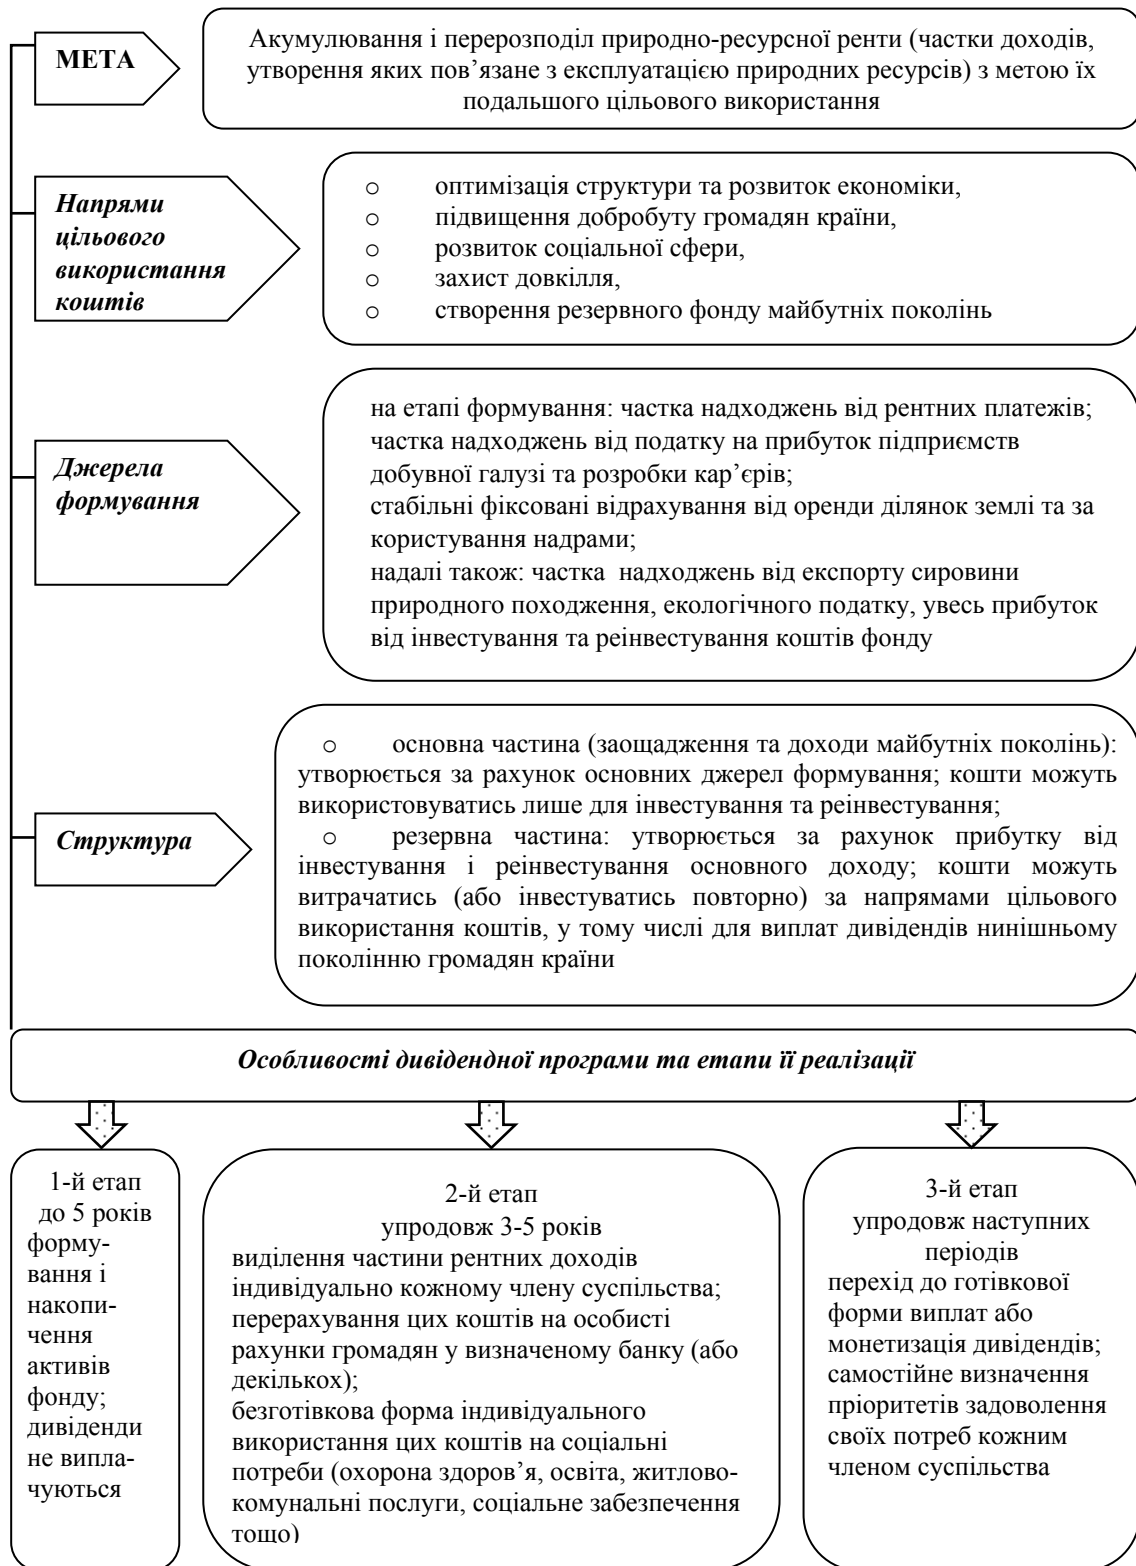 МЕТА
Акумулювання і перерозподіл природно-ресурсної ренти (частки доходів,
утворення яких пов’язане з експлуатацією природних ресурсів) з метою їх
подальшого цільового використання
Напрями
цільового
використання
коштів
o оптимізація структури та розвиток економіки,
o підвищення добробуту громадян країни,
o розвиток соціальної сфери,
o захист довкілля,
o створення резервного фонду майбутніх поколінь
Джерела
формування
на етапі формування: частка надходжень від рентних платежів;
частка надходжень від податку на прибуток підприємств
добувної галузі та розробки кар’єрів;
стабільні фіксовані відрахування від оренди ділянок землі та за
користування надрами;
надалі також: частка надходжень від експорту сировини
природного походження, екологічного податку, увесь прибуток
від інвестування та реінвестування коштів фонду
Структура
o основна частина (заощадження та доходи майбутніх поколінь):
утворюється за рахунок основних джерел формування; кошти можуть
використовуватись лише для інвестування та реінвестування;
o резервна частина: утворюється за рахунок прибутку від
інвестування і реінвестування основного доходу; кошти можуть
витрачатись (або інвестуватись повторно) за напрямами цільового
використання коштів, у тому числі для виплат дивідендів нинішньому
поколінню громадян країни
Особливості дивідендної програми та етапи її реалізації
1-й етап
до 5 років
форму-
вання і
накопи-
чення
активів
фонду;
дивіденди
не випла-
чуються
2-й етап
упродовж 3-5 років
виділення частини рентних доходів
індивідуально кожному члену суспільства;
перерахування цих коштів на особисті
рахунки громадян у визначеному банку (або
декількох);
безготівкова форма індивідуального
використання цих коштів на соціальні
потреби (охорона здоров’я, освіта, житлово-
комунальні послуги, соціальне забезпечення
тощо)
3-й етап
упродовж наступних
періодів
перехід до готівкової
форми виплат або
монетизація дивідендів;
самостійне визначення
пріоритетів задоволення
своїх потреб кожним
членом суспільства